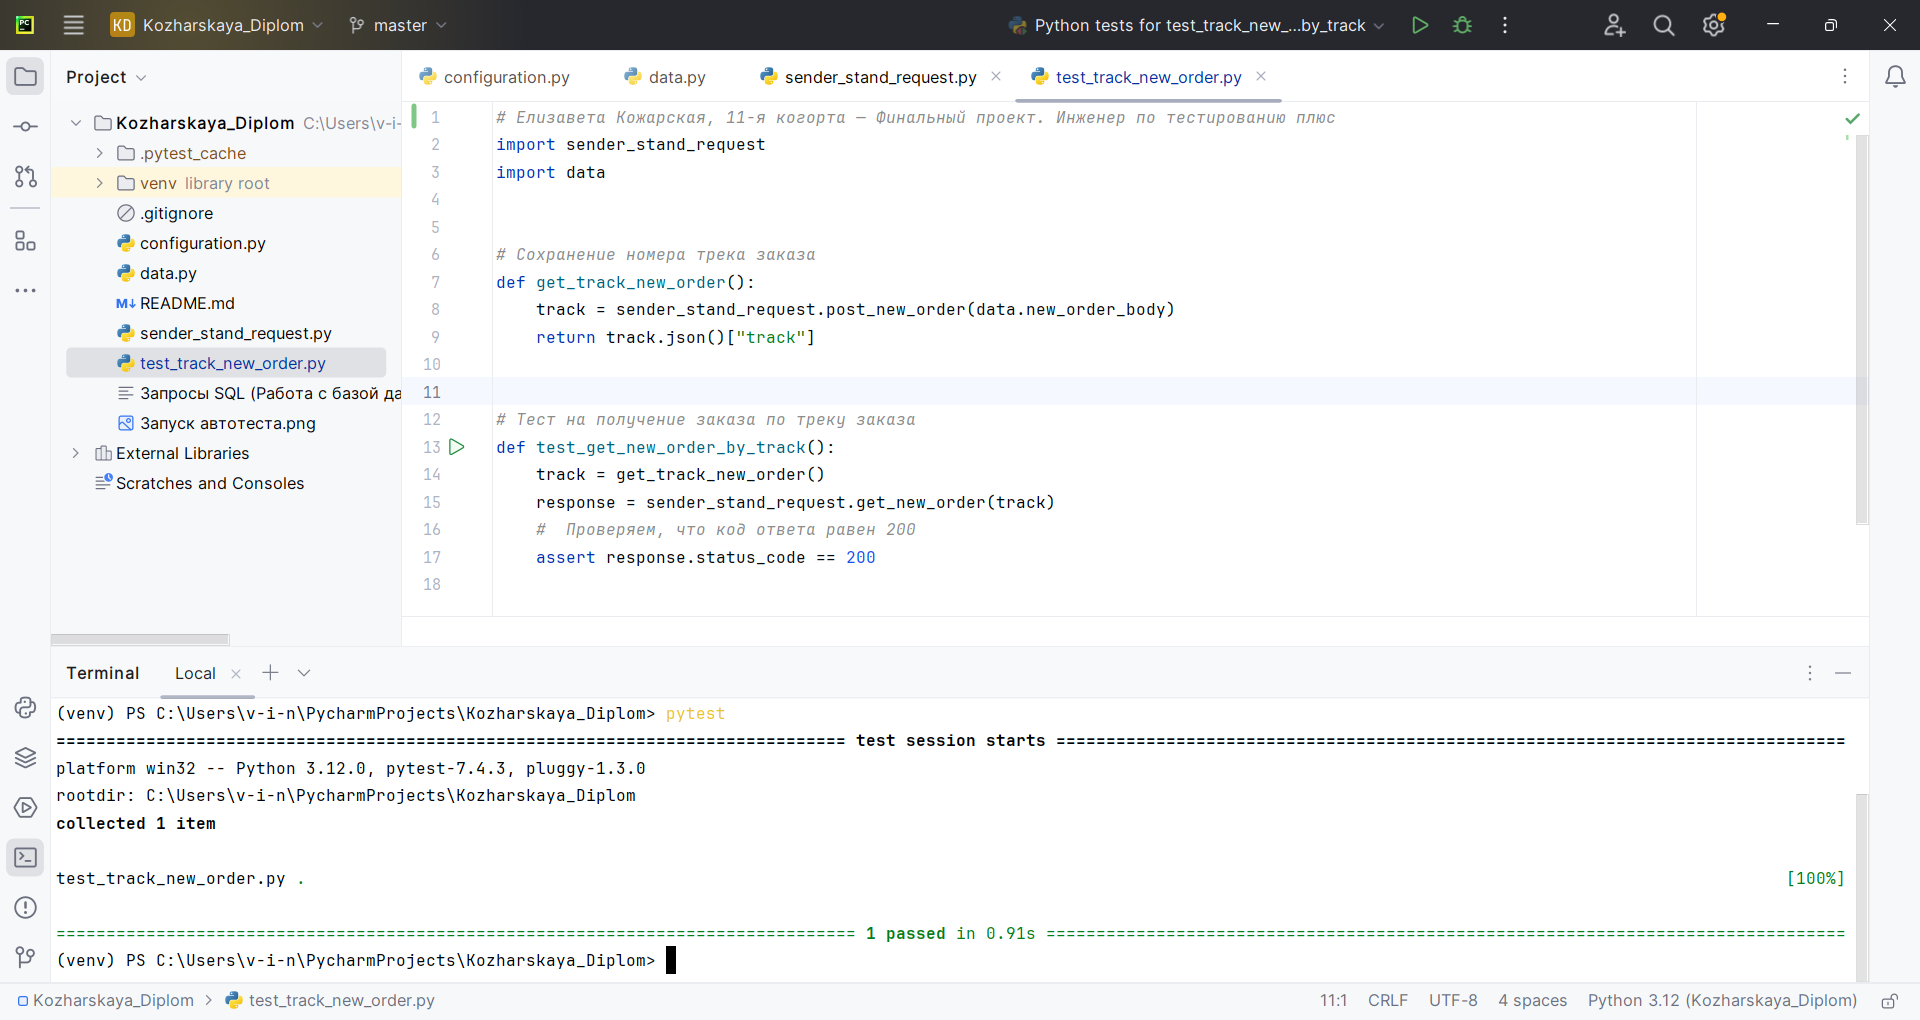 PC
KD Kozharskaya_Diplom
master
Python tests for test_track_new_...by_track
Project
configuration.py
data.py
sender_stand_request.py
test_track_new_order.py
Kozharskaya_Diplom C:\Users\v-i-
.pytest_cache
venv library root
.gitignore
configuration.py
data.py
M↓ README.md
sender_stand_request.py
test_track_new_order.py
Запросы SQL (Работа с базой да
Запуск автотеста.png
External Libraries
Scratches and Consoles
1 # Елизавета Кожарская, 11-я когорта — Финальный проект. Инженер по тестированию плюс
2 import sender_stand_request
3 import data
4
5
6 # Сохранение номера трека заказа
7 def get_track_new_order():
8     track = sender_stand_request.post_new_order(data.new_order_body)
9     return track.json()["track"]
10
11
12 # Тест на получение заказа по треку заказа
13 def test_get_new_order_by_track():
14     track = get_track_new_order()
15     response = sender_stand_request.get_new_order(track)
16     #  Проверяем, что код ответа равен 200
17     assert response.status_code == 200
18
Terminal
Local
(venv) PS C:\Users\v-i-n\PycharmProjects\Kozharskaya_Diplom> pytest
=============================================================================== test session starts ===============================================================================
platform win32 -- Python 3.12.0, pytest-7.4.3, pluggy-1.3.0
rootdir: C:\Users\v-i-n\PycharmProjects\Kozharskaya_Diplom
collected 1 item
test_track_new_order.py . [100%]
================================================================================ 1 passed in 0.91s ================================================================================
(venv) PS C:\Users\v-i-n\PycharmProjects\Kozharskaya_Diplom>
Kozharskaya_Diplom > test_track_new_order.py
11:1 CRLF UTF-8 4 spaces Python 3.12 (Kozharskaya_Diplom)